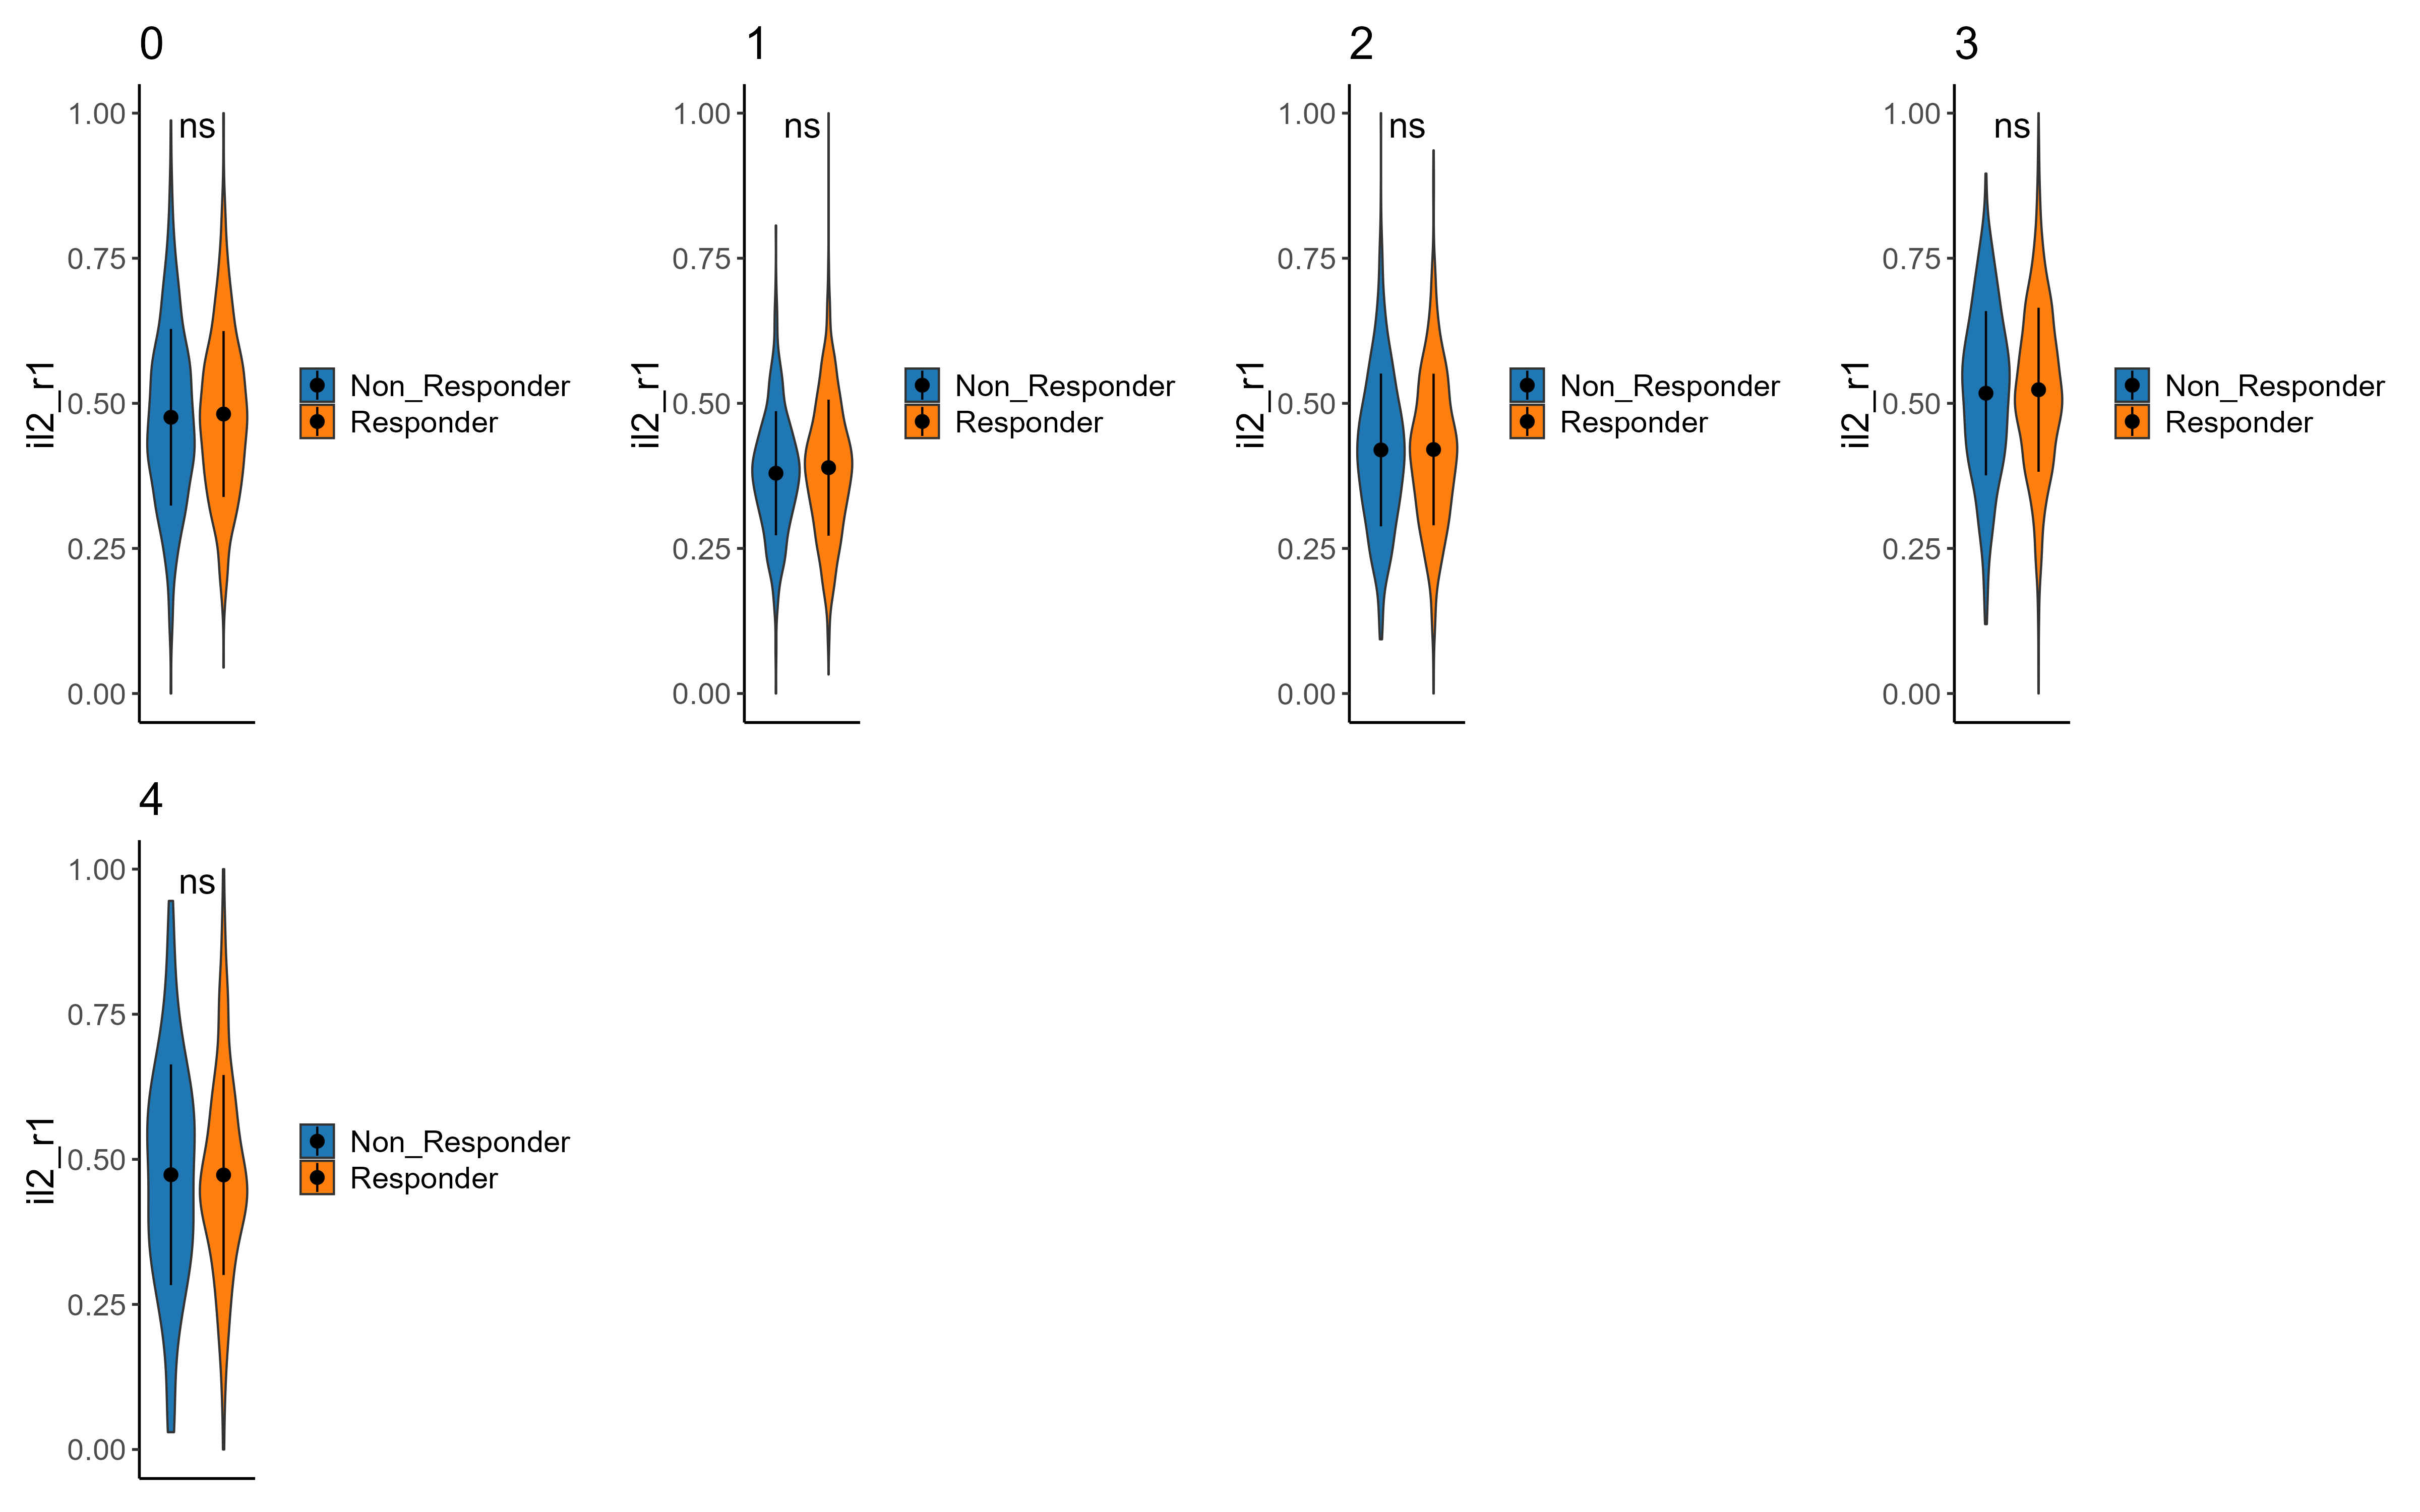 0
1.00
0.75
0.50
0.25
0.00
il2_r1
ns
Non_Responder
Responder
1
1.00
0.75
0.50
0.25
0.00
il2_r1
ns
Non_Responder
Responder
2
1.00
0.75
0.50
0.25
0.00
il2_r1
ns
Non_Responder
Responder
3
1.00
0.75
0.50
0.25
0.00
il2_r1
ns
Non_Responder
Responder
4
1.00
0.75
0.50
0.25
0.00
il2_r1
ns
Non_Responder
Responder